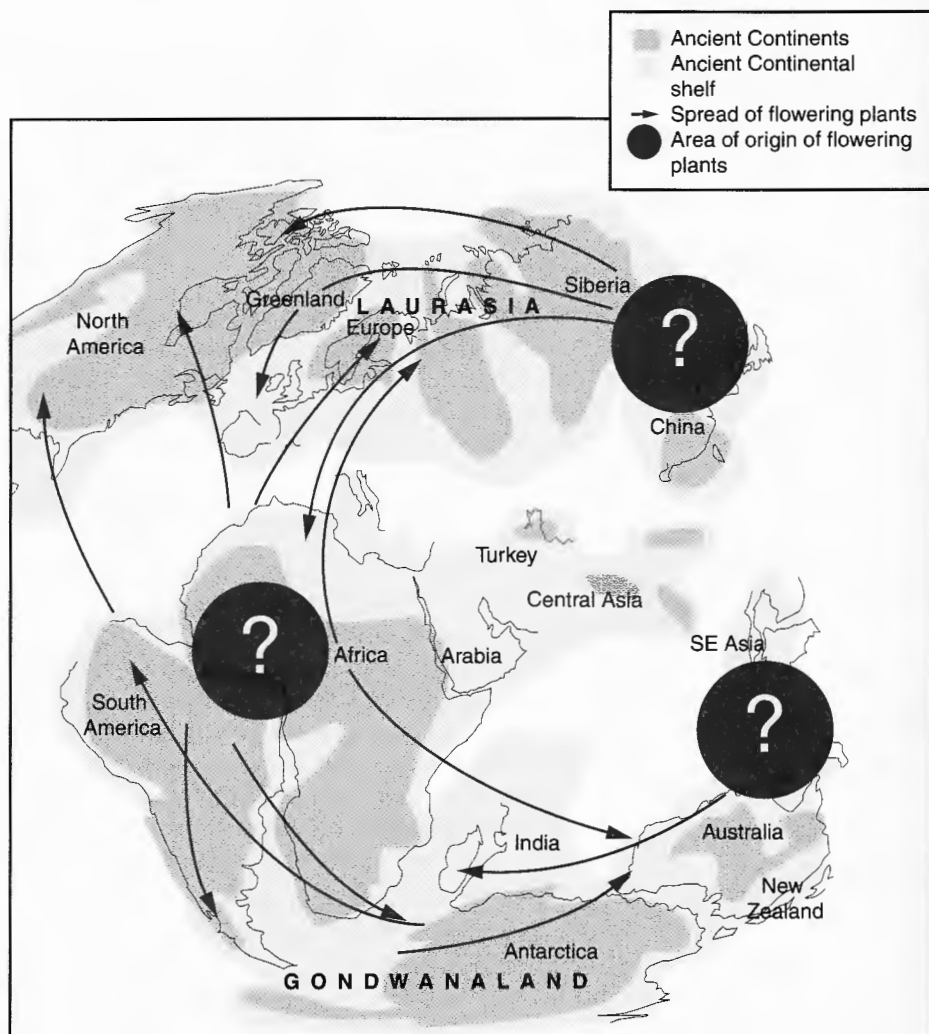 Ancient Continents
Ancient Continental
shelf
Spread of flowering plants
Area of origin of flowering
plants
Siberia
Greenland
LAURASIA
North
America
Europe
?
China
Turkey
Central Asia
?
Africa
Arabia
SE Asia
South
America
?
India
Australia
New
Zealand
Antarctica
GONDWANALAND